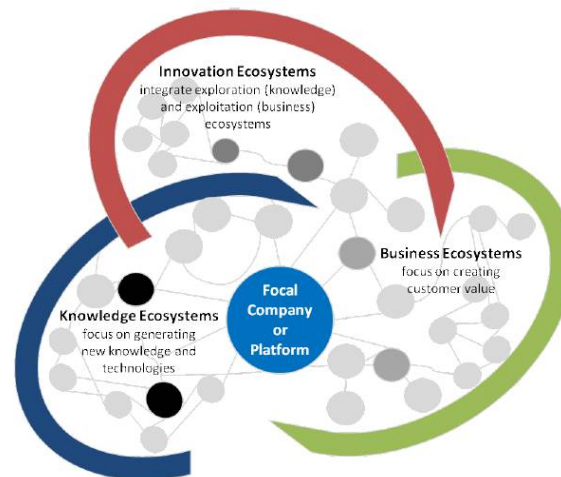 Innovation Ecosystems
integrate exploration (knowledge)
and exploitation (business)
ecosystems
Business Ecosystems
focus on creating
customer value
Focal
Company
or
Platform
Knowledge Ecosystems
focus on generating
new knowledge and
technologies